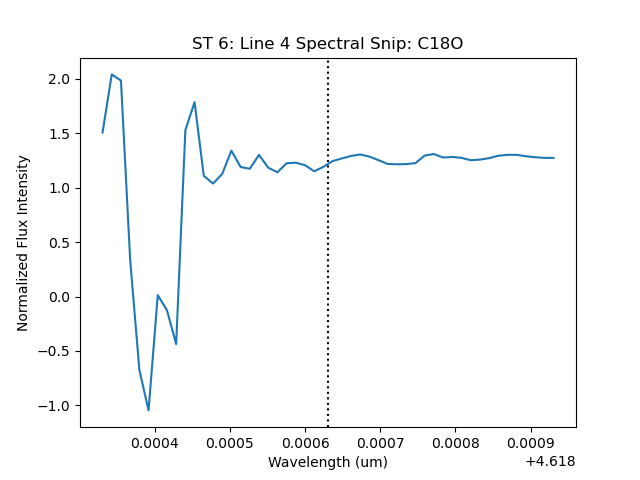 ST 6: Line 4 Spectral Snip: C18O
Normalized Flux Intensity
2.0
1.5
1.0
0.5
0.0
−0.5
−1.0
0.0004 0.0005 0.0006 0.0007 0.0008 0.0009
Wavelength (um)
+4.618